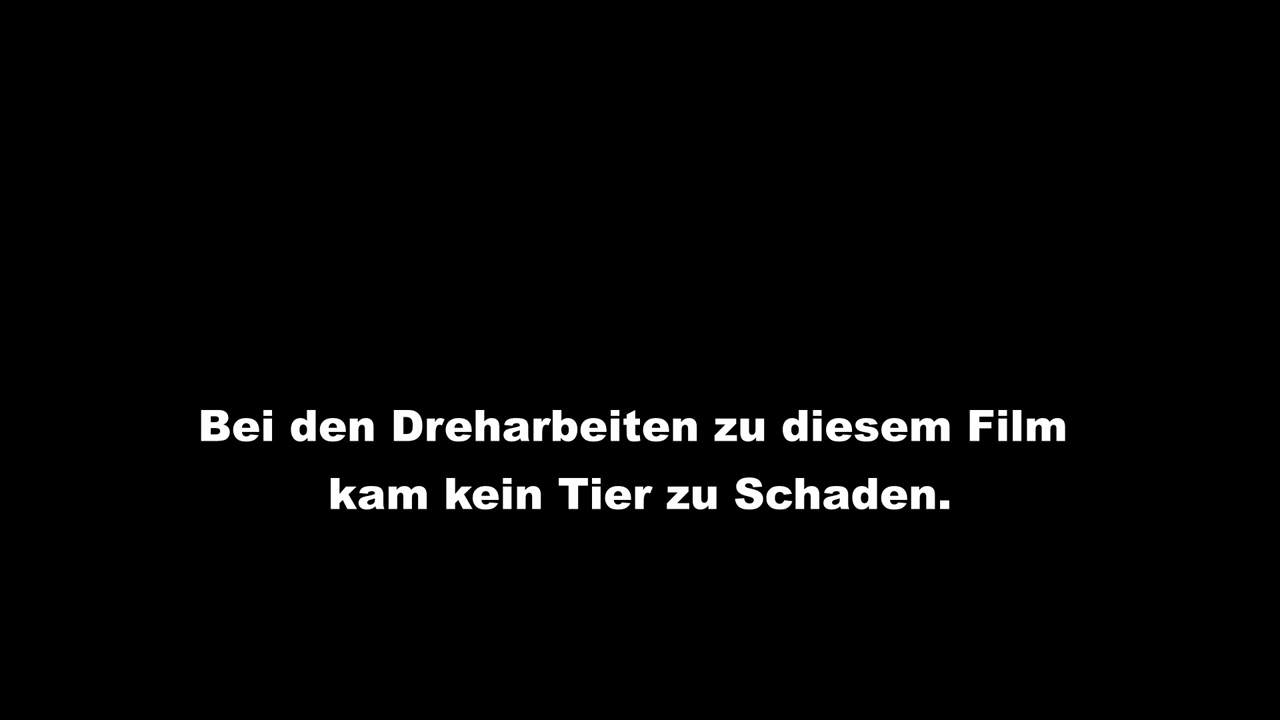 Bei den Dreharbeiten zu diesem Film
kam kein Tier zu Schaden.